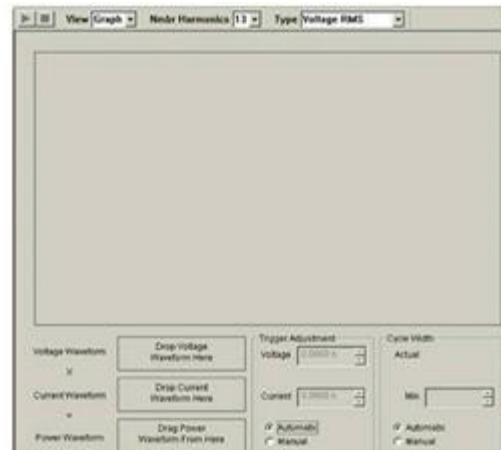 View Graph Nmbr Harmonics 13 Type Voltage RMS
Voltage Waveform
X
Current Waveform
=
Power Waveform
Drop Voltage
Waveform Here
Drop Current
Waveform Here
Drag Power
Waveform From Here
Trigger Adjustment
Voltage
Current
Automatic
Manual
Cycle Width
Actual
Min
Automatic
Manual